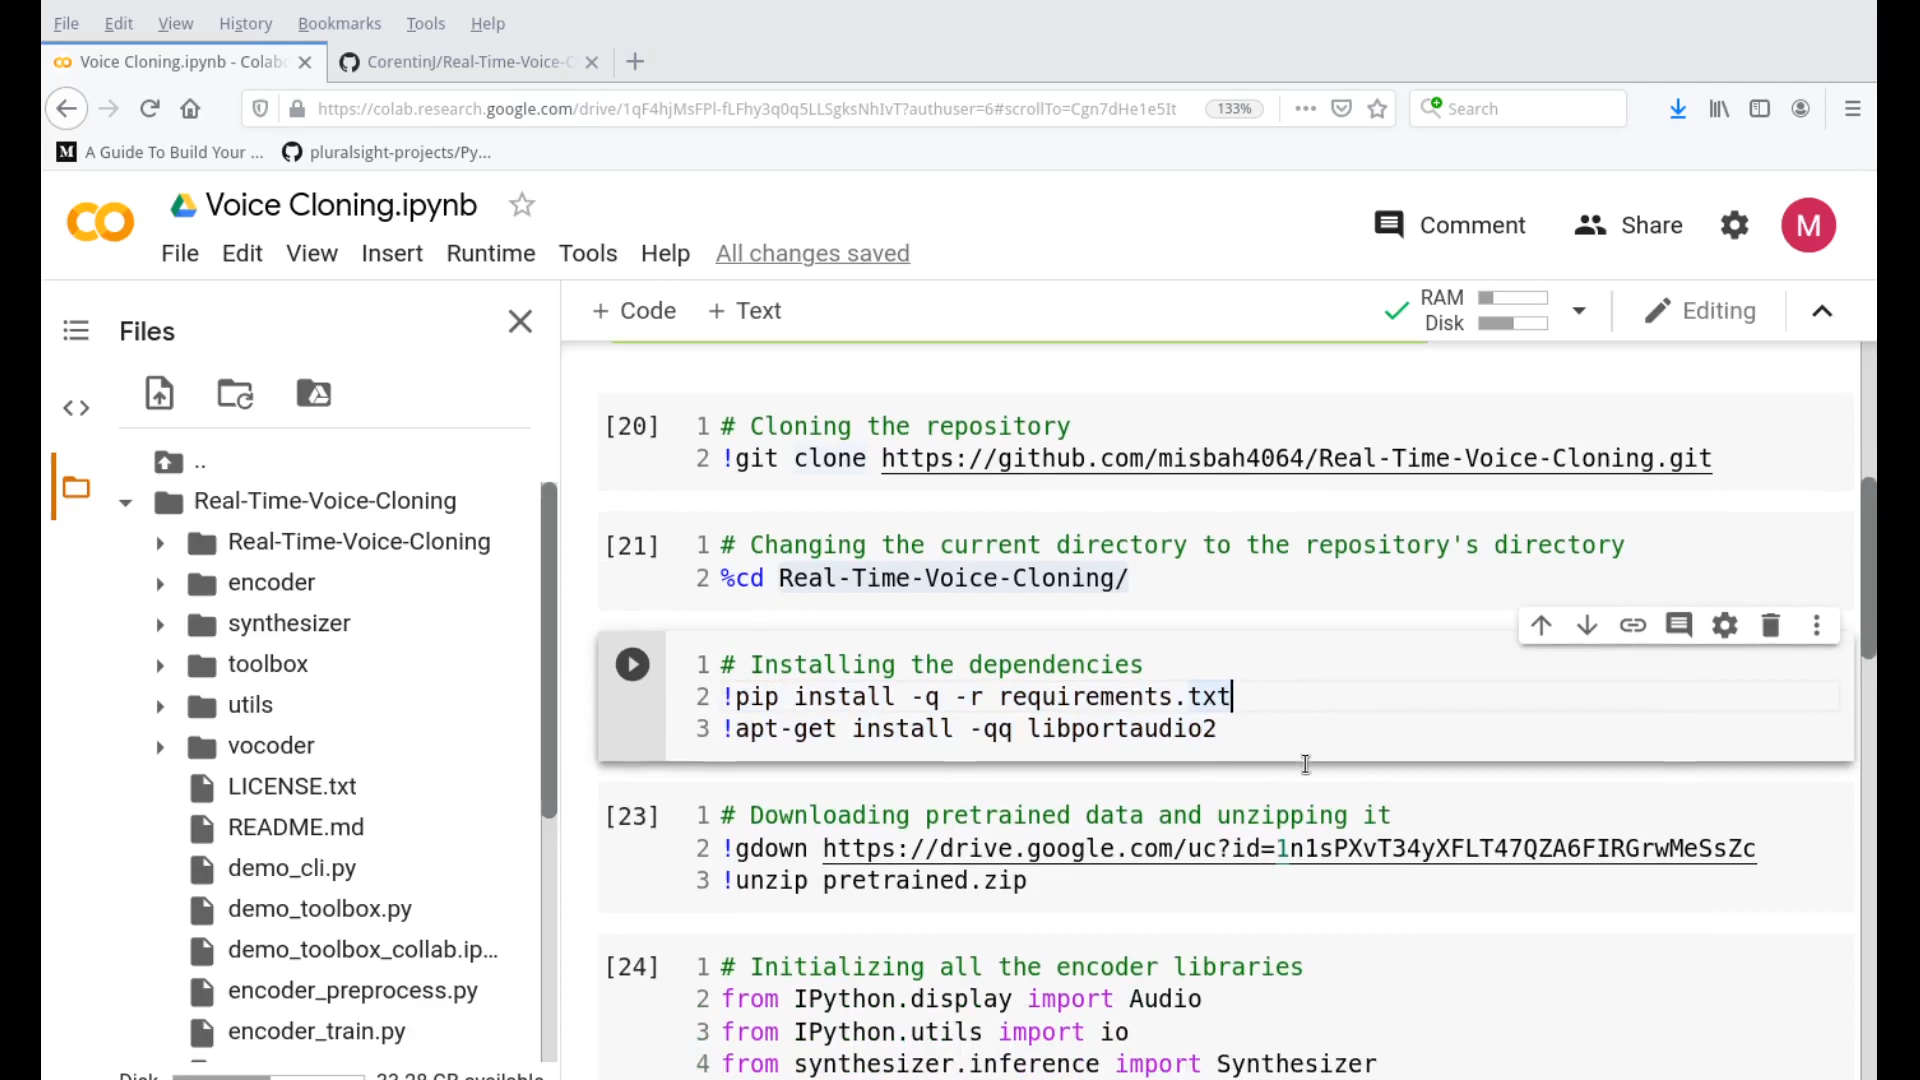 File Edit View History Bookmarks Tools Help
Voice Cloning.ipynb - Colab
CorentinJ/Real-Time-Voice-C
https://colab.research.google.com/drive/1qF4hjMsFPl-fLFhy3q0q5LLSgksNhIvT?authuser=6#scrollTo=Cgn7dHe1e5It
133%
Search
M A Guide To Build Your ...
pluralsight-projects/Py...
CO
Voice Cloning.ipynb
Comment
Share
M
File Edit View Insert Runtime Tools Help All changes saved
Files
+ Code + Text
RAM
Disk
Editing
..
Real-Time-Voice-Cloning
Real-Time-Voice-Cloning
encoder
synthesizer
toolbox
utils
vocoder
LICENSE.txt
README.md
demo_cli.py
demo_toolbox.py
demo_toolbox_collab.ip...
encoder_preprocess.py
encoder_train.py
Disk 33.28 GB available
[20] 1 # Cloning the repository
2 !git clone https://github.com/misbah4064/Real-Time-Voice-Cloning.git
[21] 1 # Changing the current directory to the repository's directory
2 %cd Real-Time-Voice-Cloning/
1 # Installing the dependencies
2 !pip install -q -r requirements.txt
3 !apt-get install -qq libportaudio2
[23] 1 # Downloading pretrained data and unzipping it
2 !gdown https://drive.google.com/uc?id=1n1sPXvT34yXFLT47QZA6FIRGrwMeSsZc
3 !unzip pretrained.zip
[24] 1 # Initializing all the encoder libraries
2 from IPython.display import Audio
3 from IPython.utils import io
4 from synthesizer.inference import Synthesizer